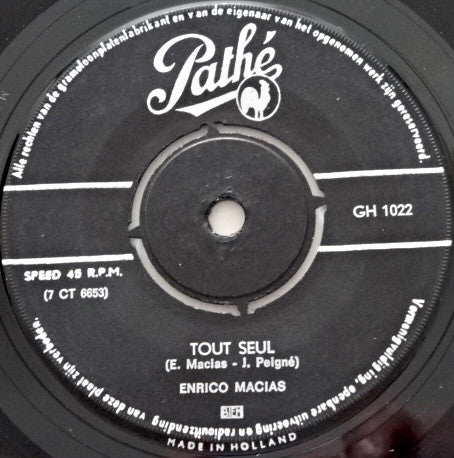 Alle rechten van de grammofoonplatenfabrikant en van de eigenaar van het opgenomen werk zijn gereserveerd.
Pathé
GH 1022
SPEED 45 R.P.M.
(7 CT 6653)
TOUT SEUL
(E. Macias - J. Peigné)
ENRICO MACIAS
BIEM
Vermenigvuldiging, openbare uitvoering en radiouitzending van deze plaat zijn verboden.
MADE IN HOLLAND